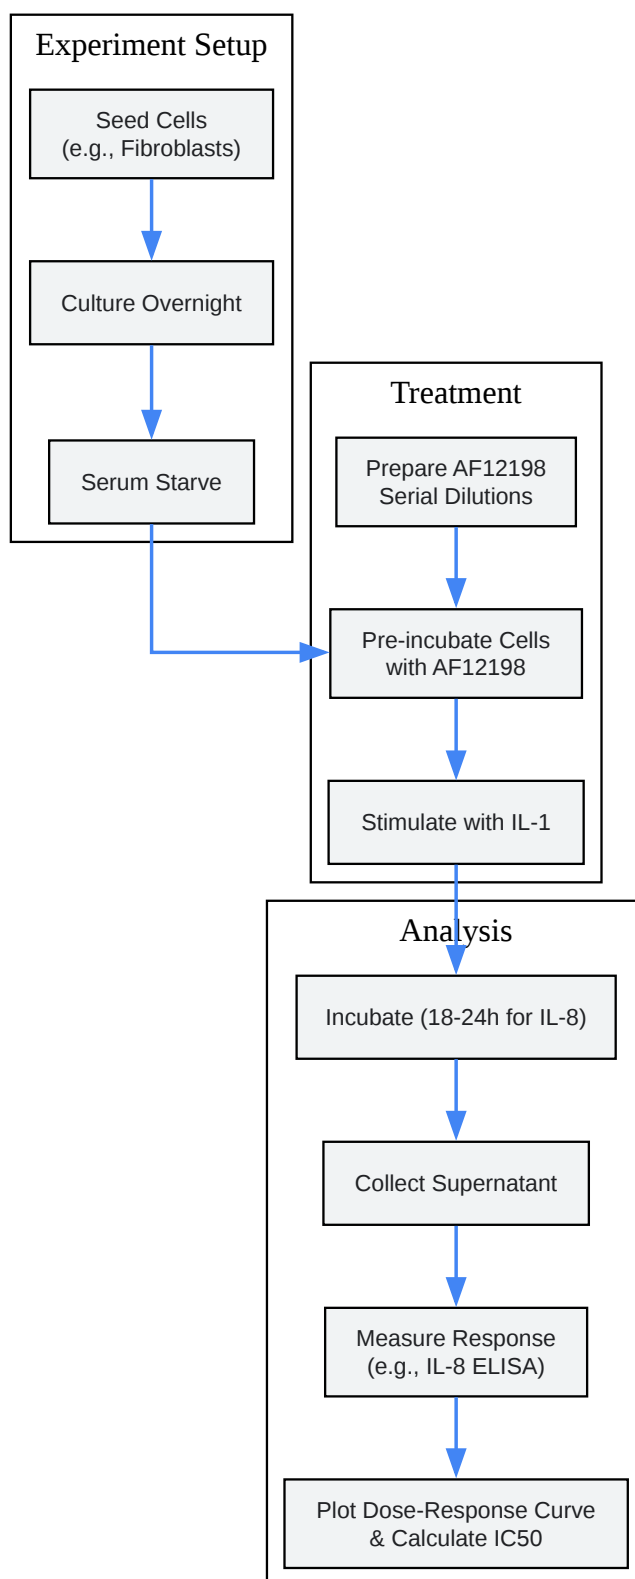 Experiment Setup
Seed Cells
(e.g., Fibroblasts)
Culture Overnight
Serum Starve
Treatment
Prepare AF12198
Serial Dilutions
Pre-incubate Cells
with AF12198
Stimulate with IL-1
Analysis
Incubate (18-24h for IL-8)
Collect Supernatant
Measure Response
(e.g., IL-8 ELISA)
Plot Dose-Response Curve
& Calculate IC50